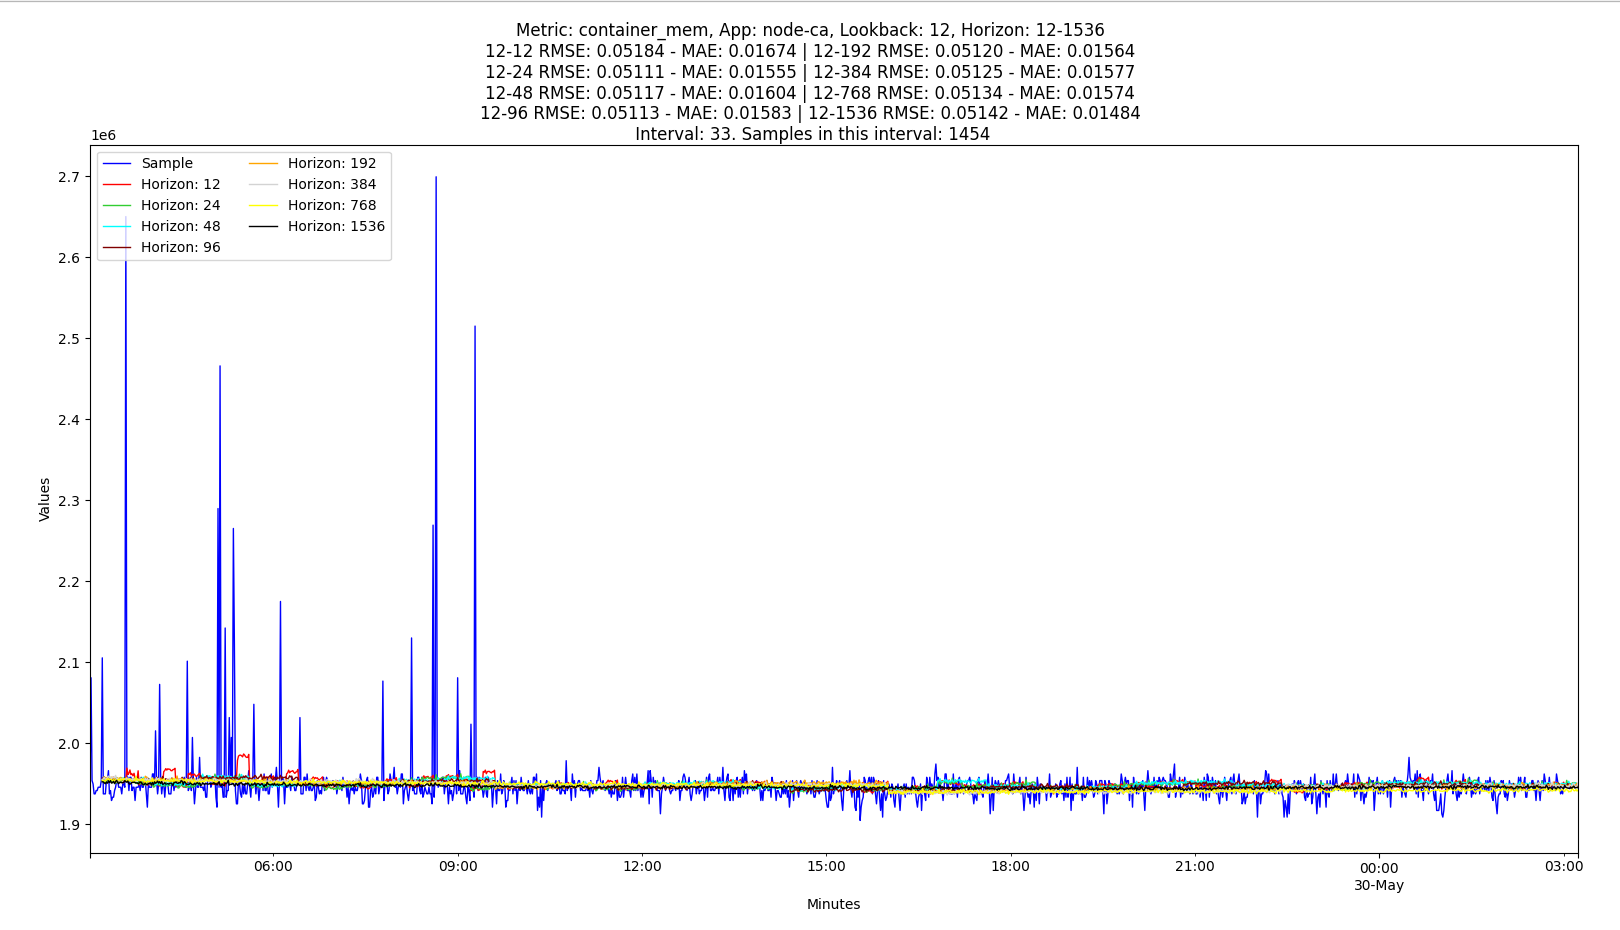 Metric: container_mem, App: node-ca, Lookback: 12, Horizon: 12-1536
12-12 RMSE: 0.05184 - MAE: 0.01674 | 12-192 RMSE: 0.05120 - MAE: 0.01564
12-24 RMSE: 0.05111 - MAE: 0.01555 | 12-384 RMSE: 0.05125 - MAE: 0.01577
12-48 RMSE: 0.05117 - MAE: 0.01604 | 12-768 RMSE: 0.05134 - MAE: 0.01574
12-96 RMSE: 0.05113 - MAE: 0.01583 | 12-1536 RMSE: 0.05142 - MAE: 0.01484
Interval: 33. Samples in this interval: 1454
1e6
Sample
Horizon: 12
Horizon: 24
Horizon: 48
Horizon: 96
Horizon: 192
Horizon: 384
Horizon: 768
Horizon: 1536
2.7
2.6
2.5
2.4
2.3
2.2
2.1
2.0
1.9
Values
06:00
09:00
12:00
15:00
18:00
21:00
00:00
30-May
03:00
Minutes